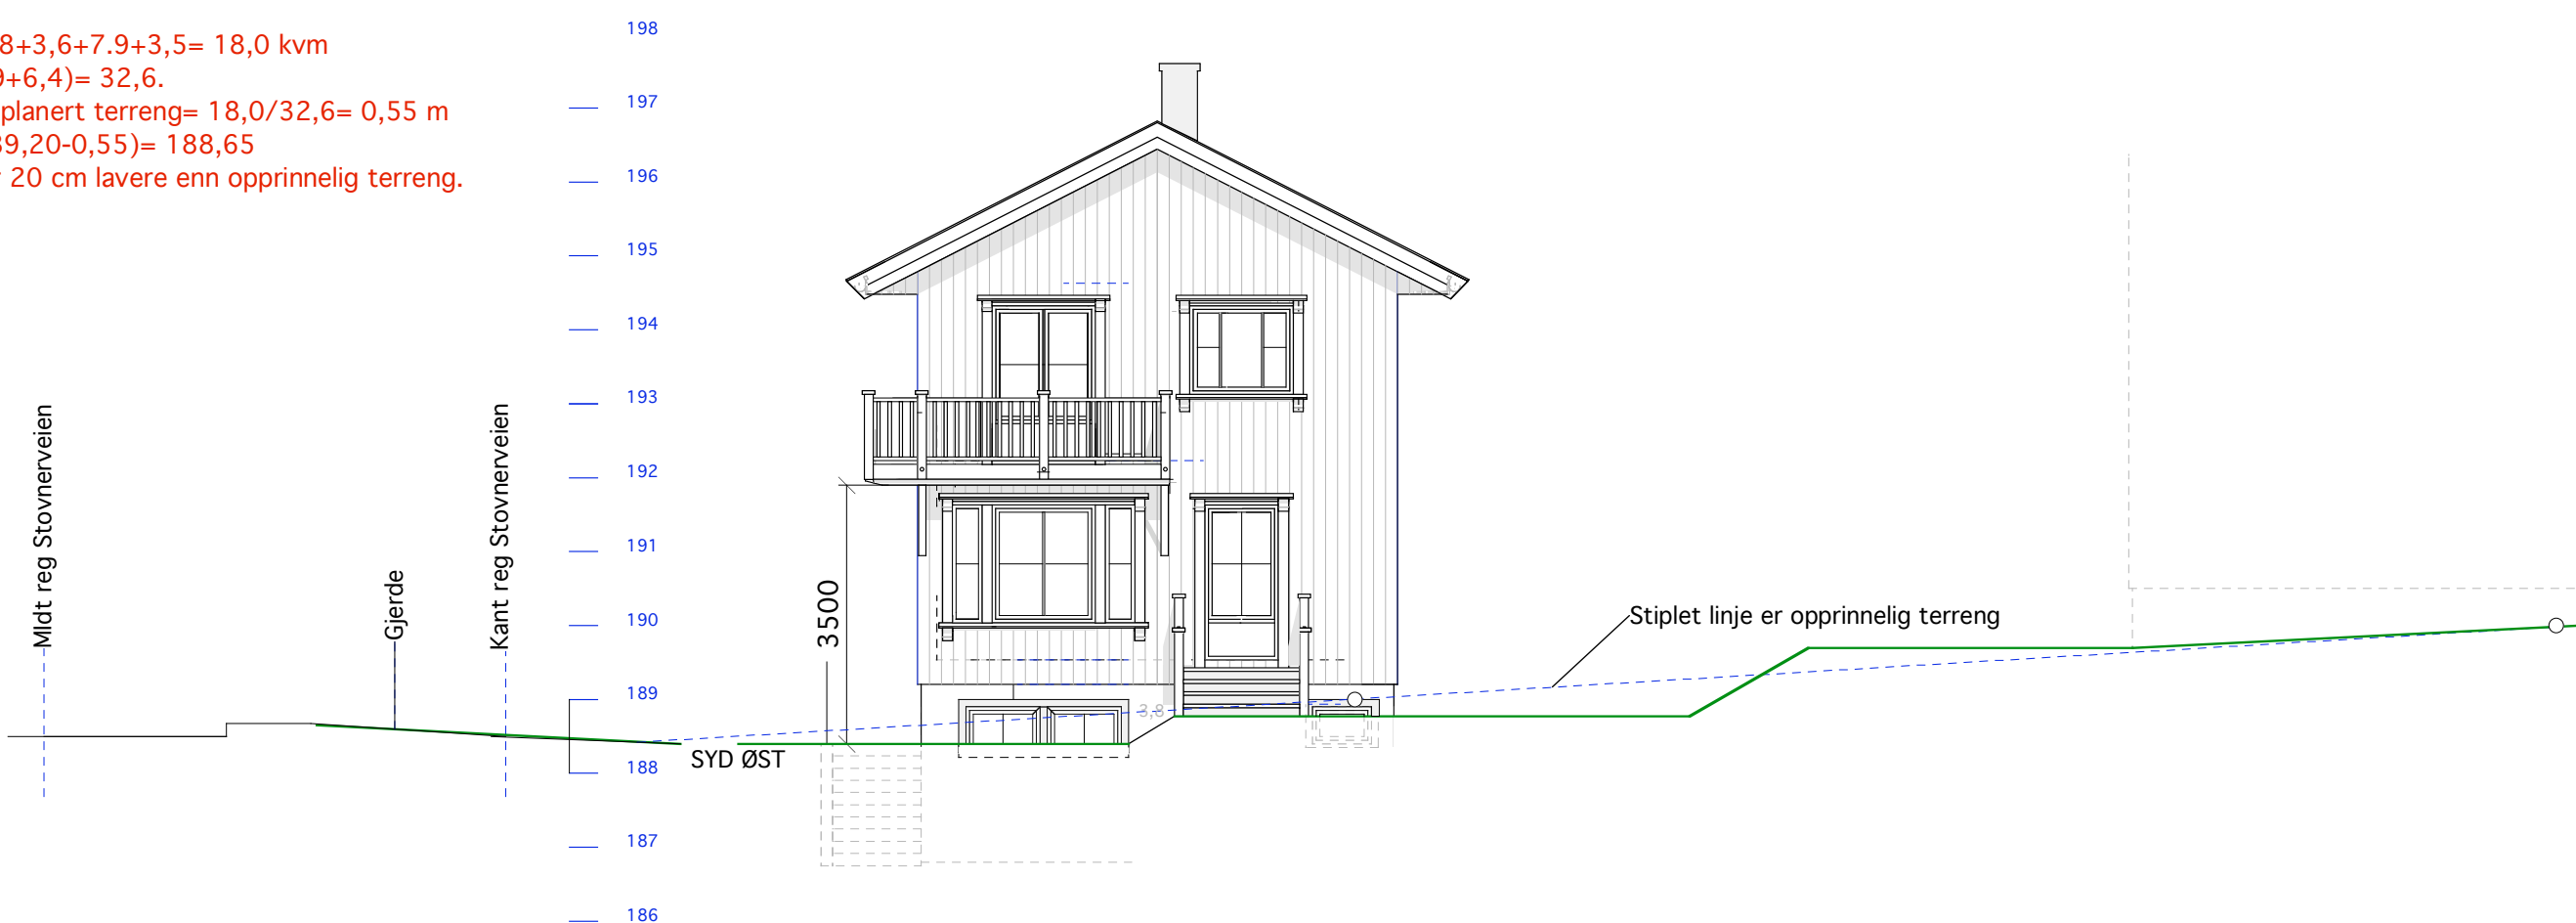 8+3,6+7.9+3,5= 18,0 kvm
9+6,4)= 32,6.
planert terreng= 18,0/32,6= 0,55 m
39,20-0,55)= 188,65
20 cm lavere enn opprinnelig terreng.
198
197
196
195
194
193
192
191
190
189
188
187
186
MIdt reg Stovnerveien
Gjerde
Kant reg Stovnerveien
SYD ØST
3500
3,8
Stiplet linje er opprinnelig terreng